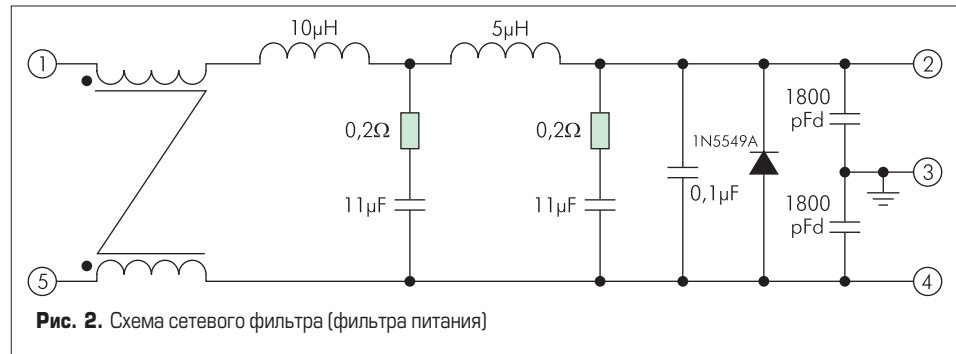 10µH
5µH
1
2
0,2Ω
0,2Ω
1N5549A
1800
pFd
11µF
11µF
0,1µF
3
1800
pFd
5
4
Рис. 2. Схема сетевого фильтра (фильтра питания)